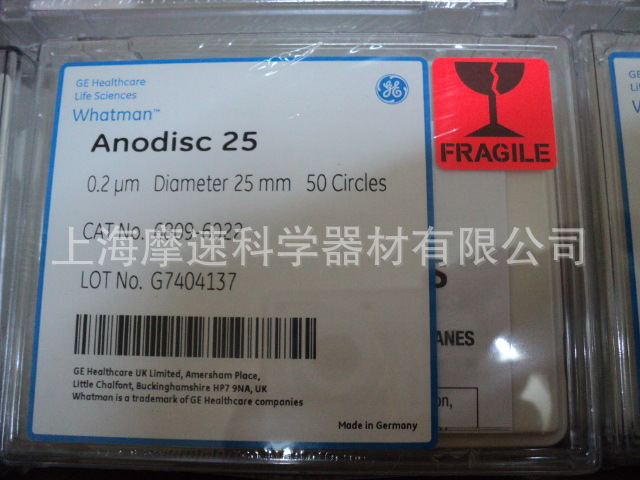 GE Healthcare
Life Sciences
Whatman™
Anodisc 25
0.2 µm Diameter 25 mm 50 Circles
CAT No. 6809-6022
上海摩速科学器材有限公司
LOT No. G7404137
GE Healthcare UK Limited, Amersham Place,
Little Chalfont, Buckinghamshire HP7 9NA, UK
Whatman is a trademark of GE Healthcare companies
Made in Germany
GE
FRAGILE
S
ANES
on,
GE